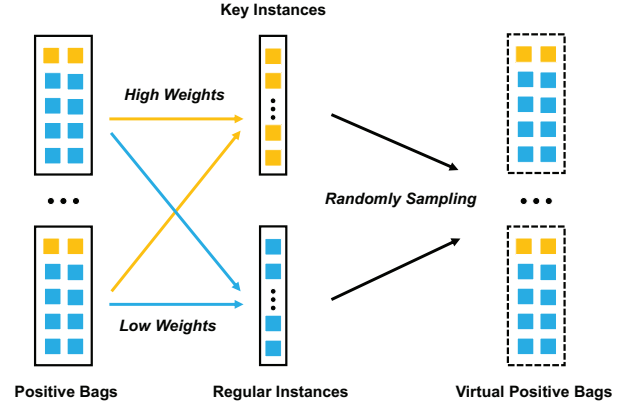 Key Instances
High Weights
Randomly Sampling
Low Weights
Positive Bags
Regular Instances
Virtual Positive Bags